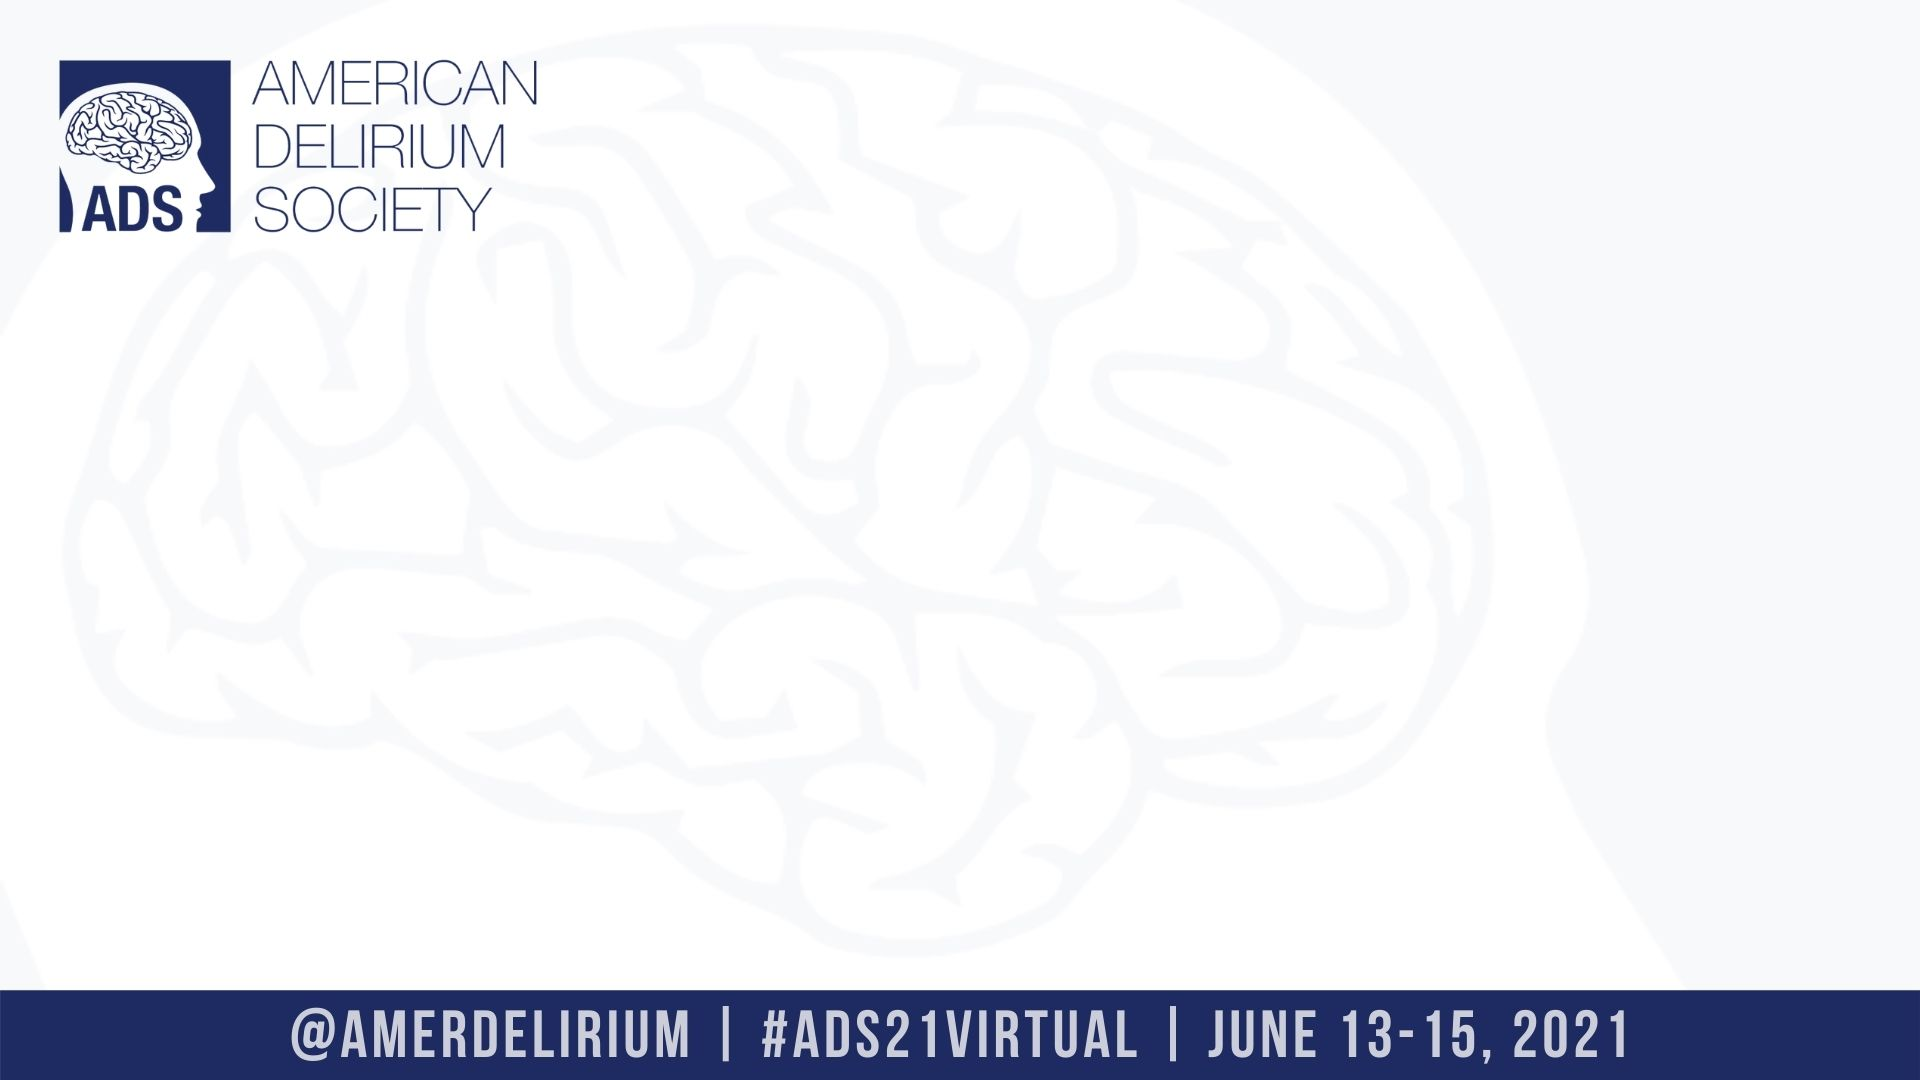 ADS
AMERICAN
DELIRIUM
SOCIETY
@AMERDELIRIUM | #ADS21VIRTUAL | JUNE 13-15, 2021